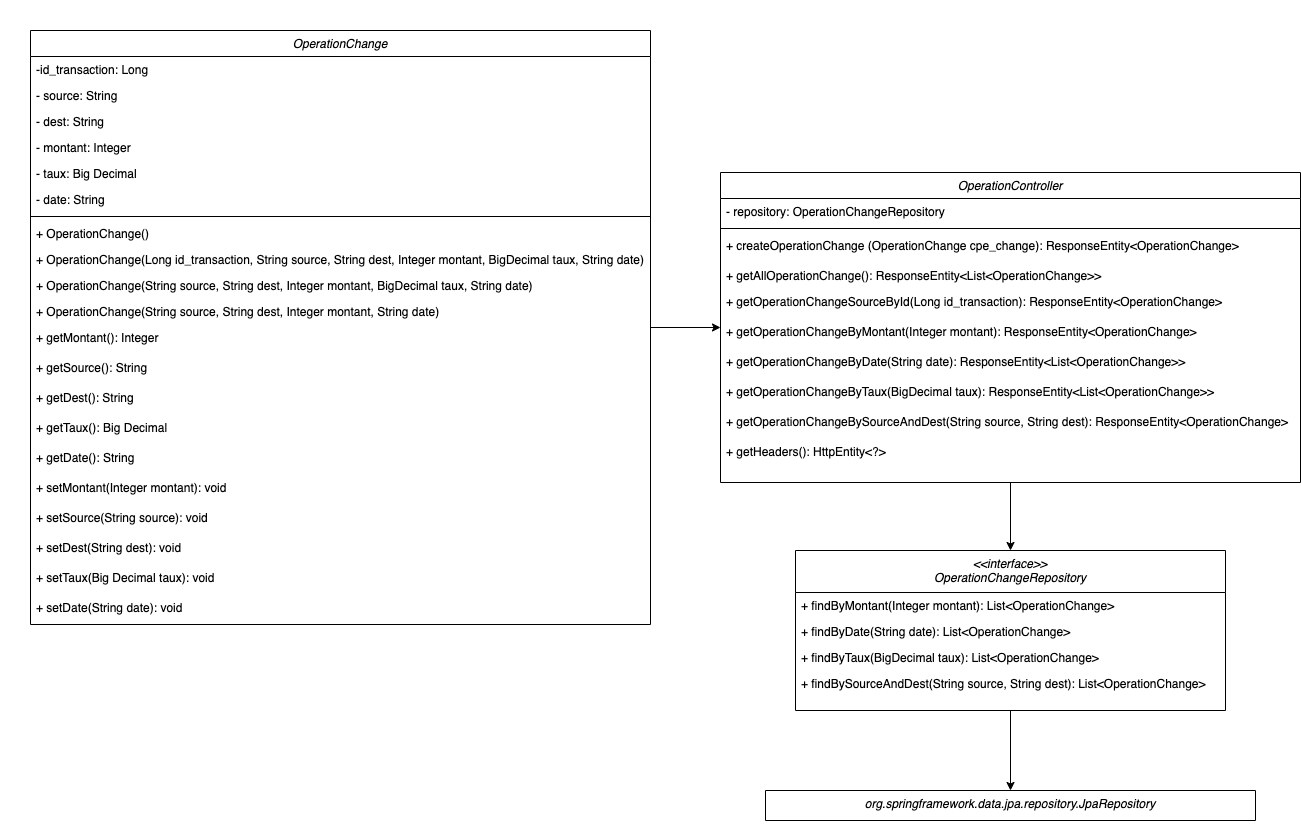 OperationChange
-id_transaction: Long
- source: String
- dest: String
- montant: Integer
- taux: Big Decimal
- date: String
+ OperationChange()
+ OperationChange(Long id_transaction, String source, String dest, Integer montant, BigDecimal taux, String date)
+ OperationChange(String source, String dest, Integer montant, BigDecimal taux, String date)
+ OperationChange(String source, String dest, Integer montant, String date)
+ getMontant(): Integer
+ getSource(): String
+ getDest(): String
+ getTaux(): Big Decimal
+ getDate(): String
+ setMontant(Integer montant): void
+ setSource(String source): void
+ setDest(String dest): void
+ setTaux(Big Decimal taux): void
+ setDate(String date): void
OperationController
- repository: OperationChangeRepository
+ createOperationChange (OperationChange cpe_change): ResponseEntity<OperationChange>
+ getAllOperationChange(): ResponseEntity<List<OperationChange>>
+ getOperationChangeSourceById(Long id_transaction): ResponseEntity<OperationChange>
+ getOperationChangeByMontant(Integer montant): ResponseEntity<OperationChange>
+ getOperationChangeByDate(String date): ResponseEntity<List<OperationChange>>
+ getOperationChangeByTaux(BigDecimal taux): ResponseEntity<List<OperationChange>>
+ getOperationChangeBySourceAndDest(String source, String dest): ResponseEntity<OperationChange>
+ getHeaders(): HttpEntity<?>
<<interface>>
OperationChangeRepository
+ findByMontant(Integer montant): List<OperationChange>
+ findByDate(String date): List<OperationChange>
+ findByTaux(BigDecimal taux): List<OperationChange>
+ findBySourceAndDest(String source, String dest): List<OperationChange>
org.springframework.data.jpa.repository.JpaRepository